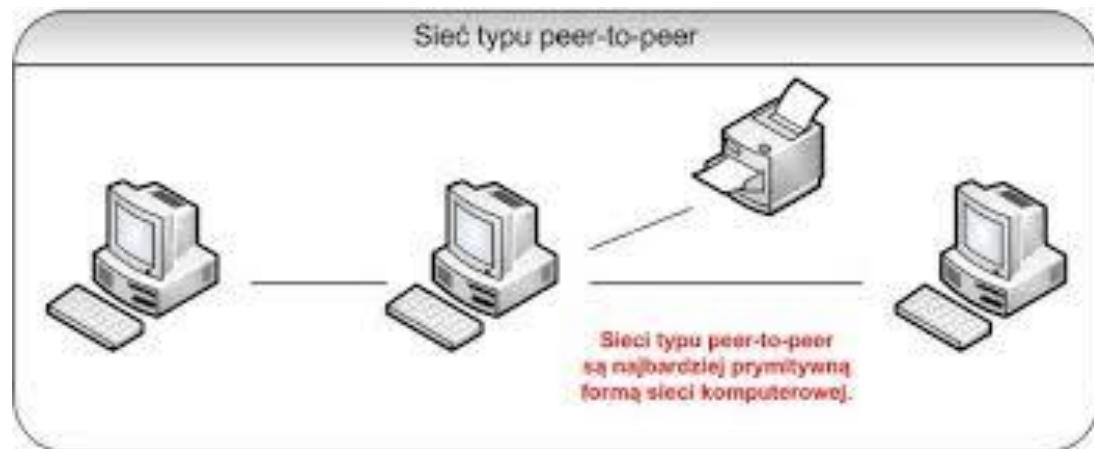 Sieć typu peer-to-peer
Sieci typu peer-to-peer
są najbardziej prymitywną
formą sieci komputerowej.